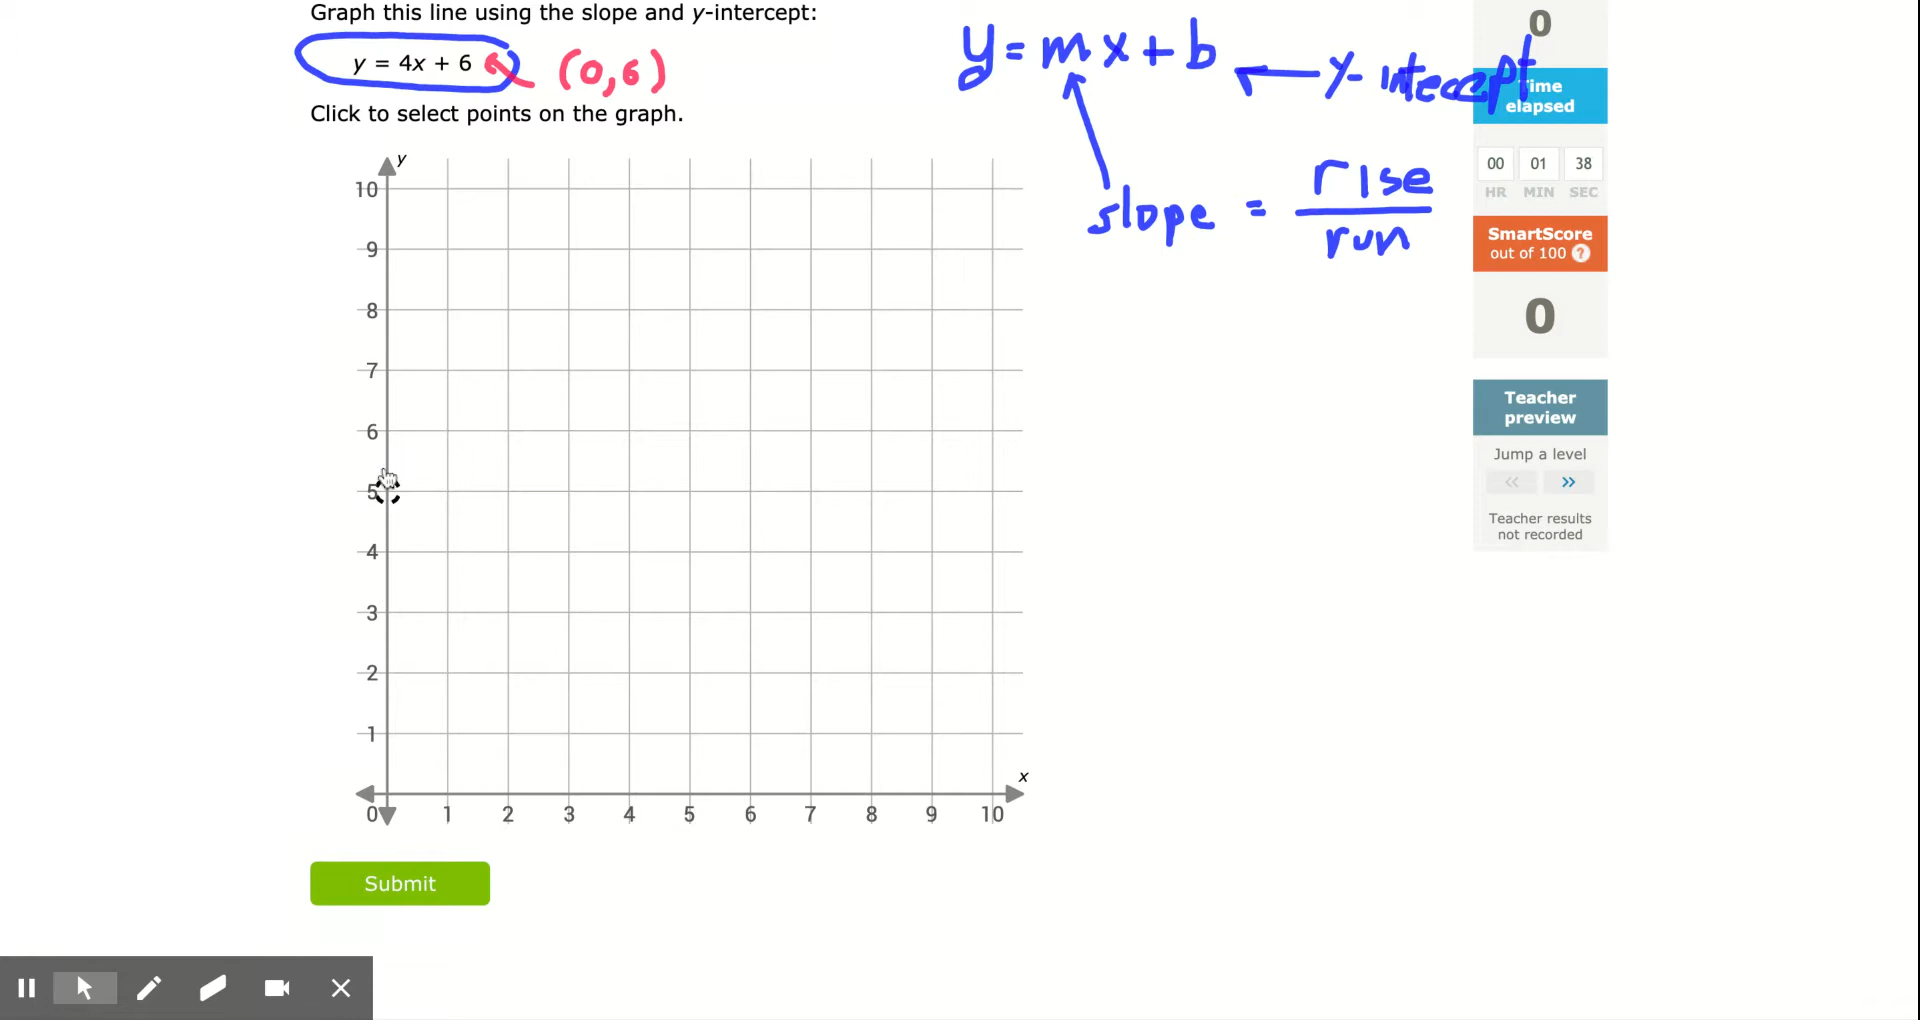 Graph this line using the slope and y-intercept:
y = 4x + 6
(0,6)
Click to select points on the graph.
y = mx + b
y- intercept
slope = rise
run
y
10
9
8
7
6
5
4
3
2
1
x
0 1 2 3 4 5 6 7 8 9 10
Submit
0
Time
elapsed
00 01 38
HR MIN SEC
SmartScore
out of 100 ?
0
Teacher
preview
Jump a level
<< >>
Teacher results
not recorded